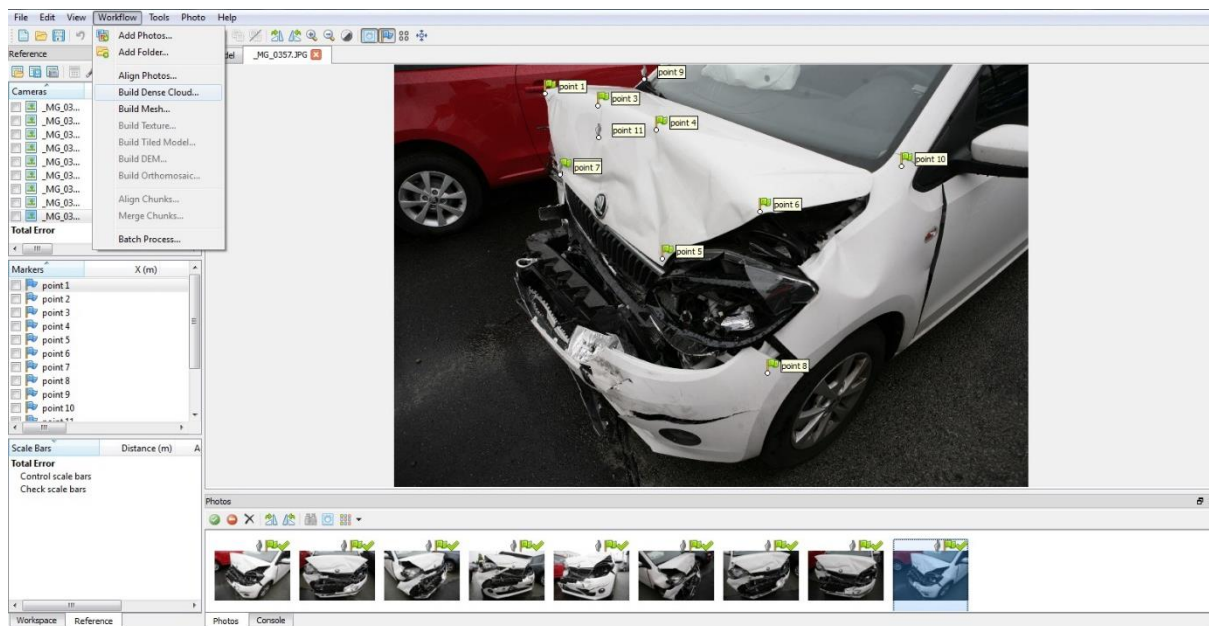 File Edit View Workflow Tools Photo Help
Add Photos...
Add Folder...
Align Photos...
Build Dense Cloud...
Build Mesh...
Build Texture...
Build Tiled Model...
Build DEM...
Build Orthomosaic...
Align Chunks...
Merge Chunks...
Batch Process...
Reference
Cameras
_MG_03...
_MG_03...
_MG_03...
_MG_03...
_MG_03...
_MG_03...
_MG_03...
_MG_03...
_MG_03...
Total Error
Markers X (m)
point 1
point 2
point 3
point 4
point 5
point 6
point 7
point 8
point 9
point 10
Scale Bars Distance (m) A
Total Error
Control scale bars
Check scale bars
Workspace Reference
_MG_0357.JPG
point 9
point 1
point 3
point 4
point 11
point 10
point 7
point 6
point 5
point 8
Photos
Photos Console